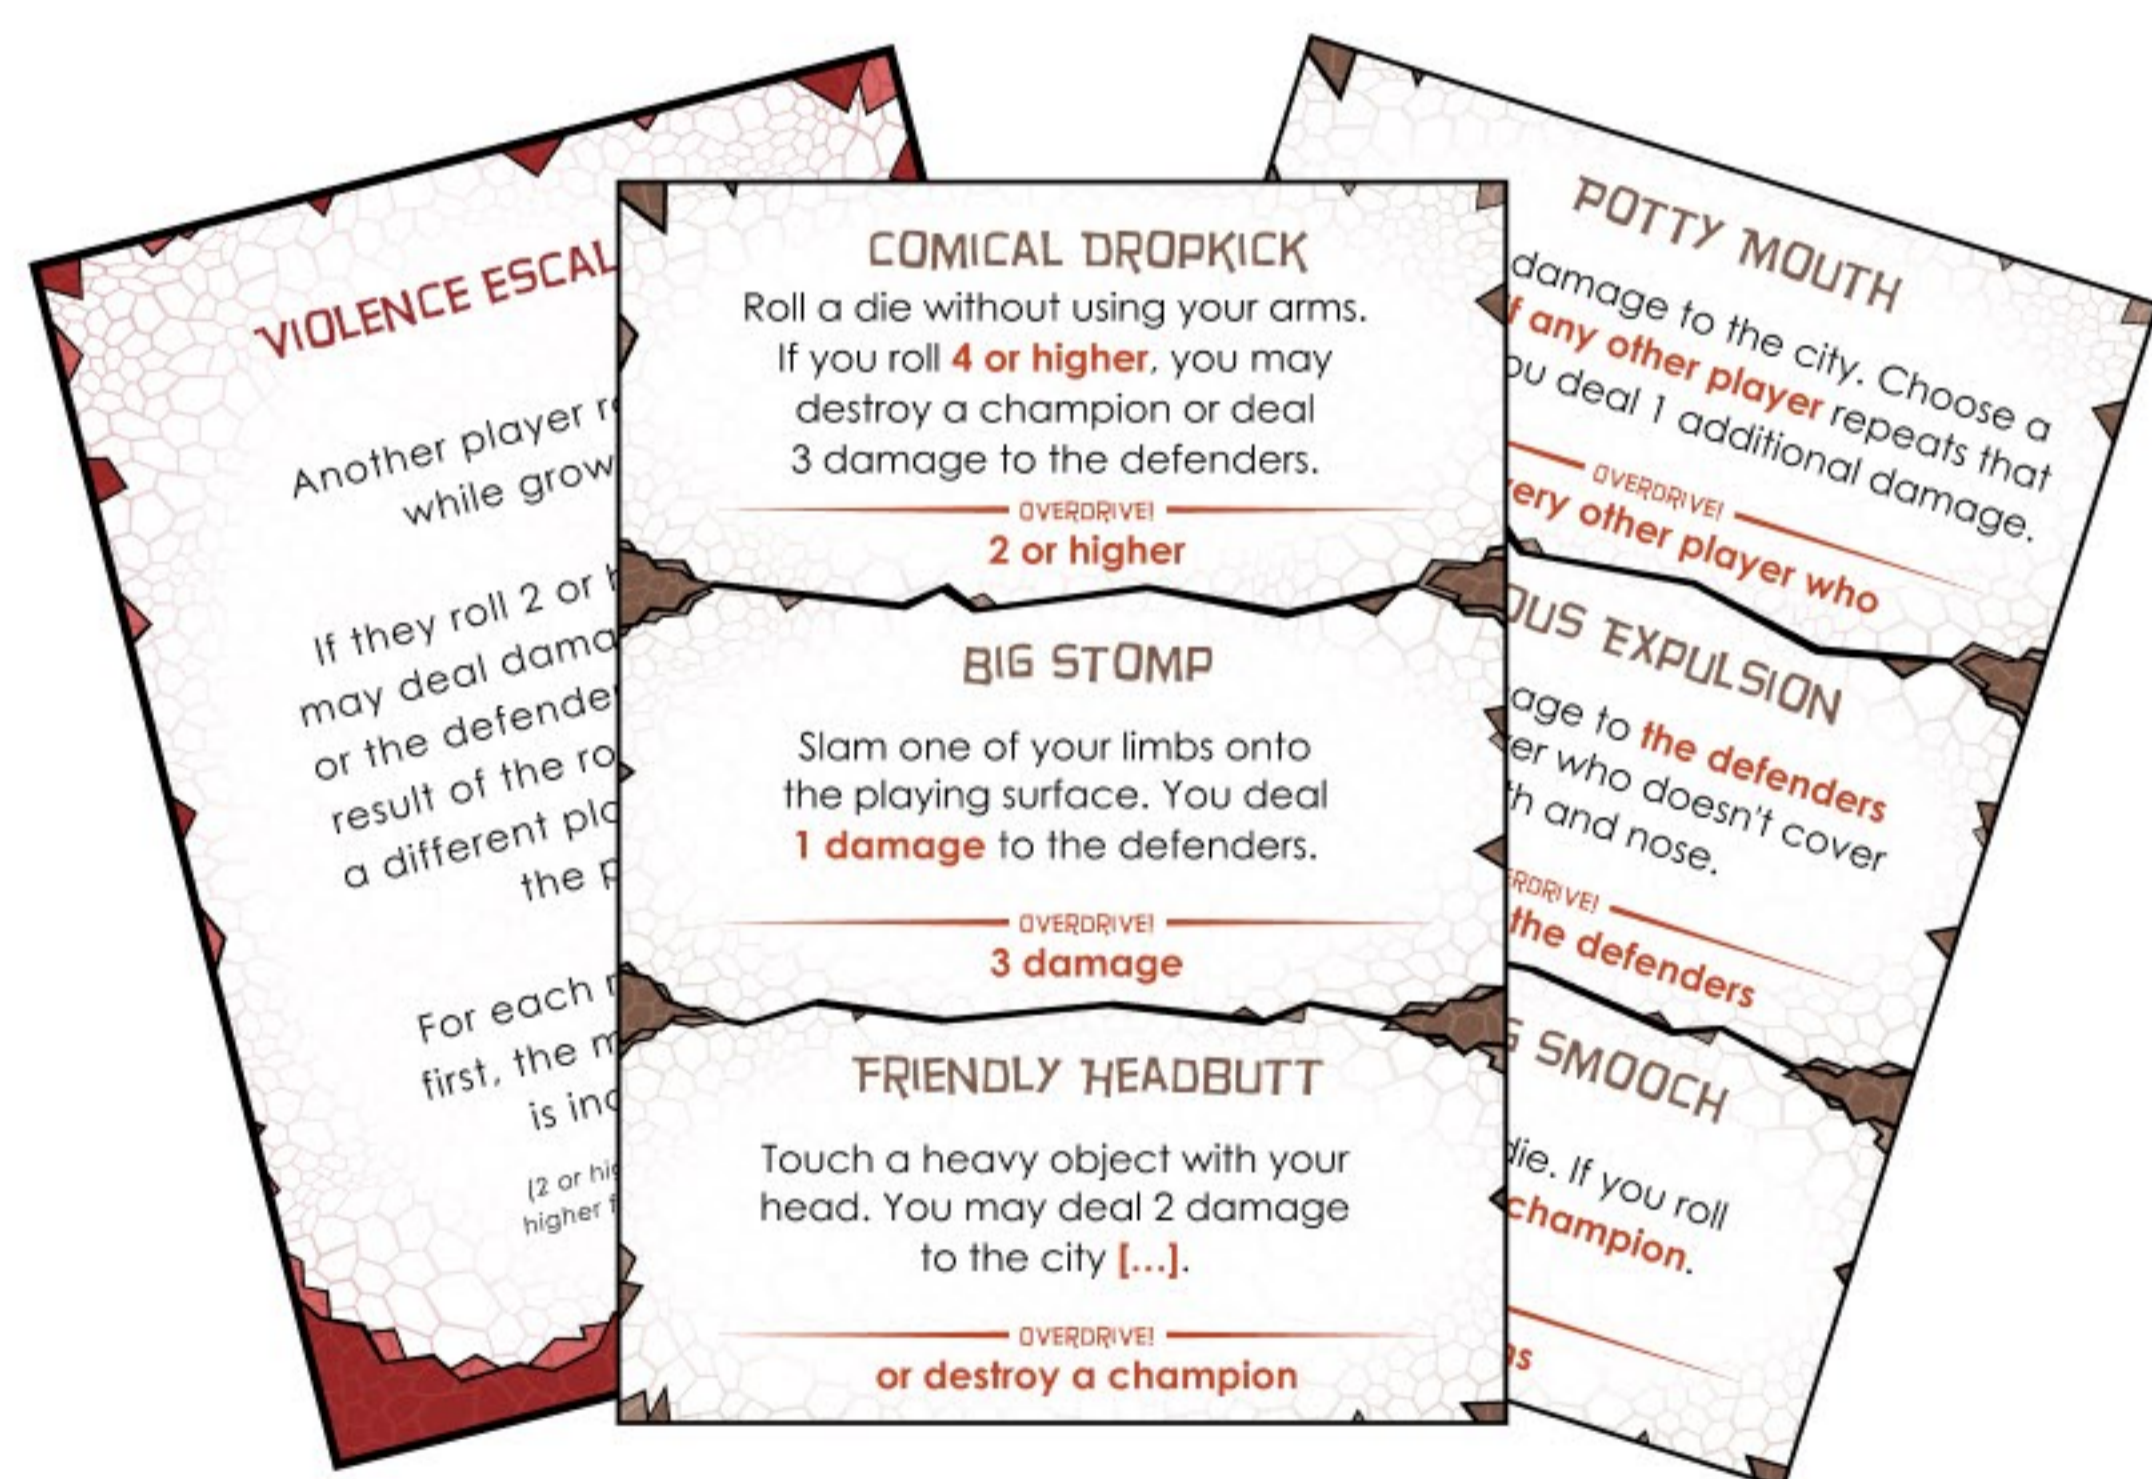 VIOLENCE ESCAL
Another player r
while grow
If they roll 2 or
may deal dama
or the defende
result of the ro
a different pla
the
For each
first, the
is inc
(2 or hig
higher
COMICAL DROPKICK
Roll a die without using your arms.
If you roll 4 or higher, you may
destroy a champion or deal
3 damage to the defenders.
OVERDRIVE!
2 or higher
BIG STOMP
Slam one of your limbs onto
the playing surface. You deal
1 damage to the defenders.
OVERDRIVE!
3 damage
FRIENDLY HEADBUTT
Touch a heavy object with your
head. You may deal 2 damage
to the city [...].
OVERDRIVE!
or destroy a champion
POTTY MOUTH
damage to the city. Choose a
f any other player repeats that
ou deal 1 additional damage.
OVERDRIVE!
very other player who
OUS EXPULSION
age to the defenders
er who doesn't cover
th and nose.
ERDRIVE!
the defenders
G SMOOCH
die. If you roll
champion.
ns